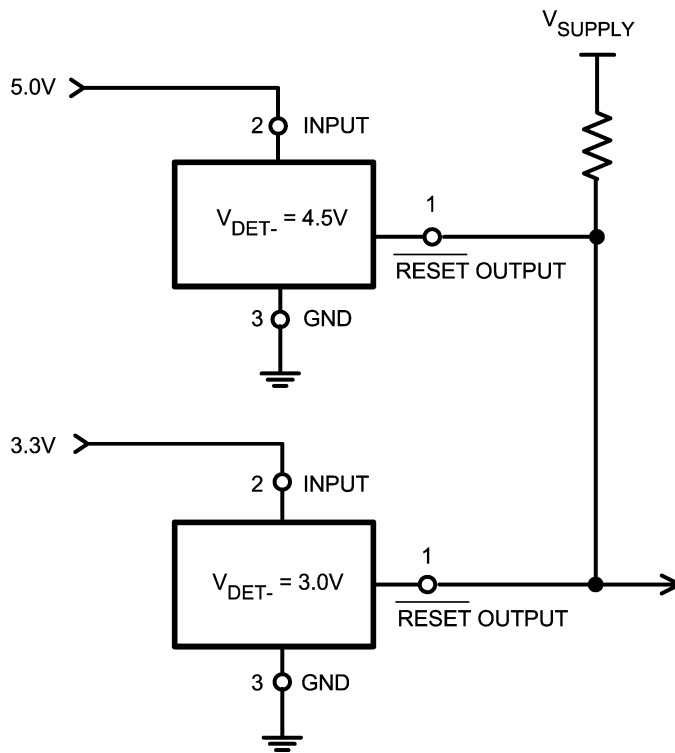 V_SUPPLY
5.0V
2 INPUT
V_DET- = 4.5V
1
RESET OUTPUT
3 GND
3.3V
2 INPUT
V_DET- = 3.0V
1
RESET OUTPUT
3 GND